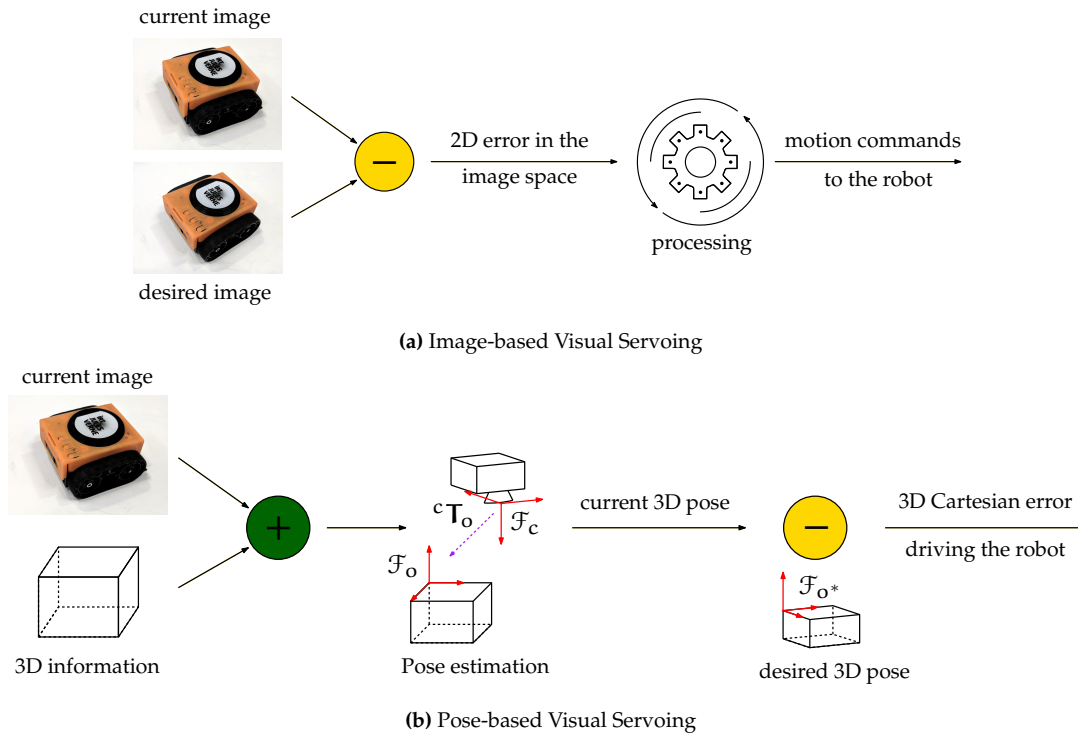 current image
2D error in the
image space
motion commands
to the robot
−
processing
desired image
(a) Image-based Visual Servoing
current image
+
ᶜTₒ
ℱc
ℱo
current 3D pose
−
3D Cartesian error
driving the robot
ℱo*
3D information
Pose estimation
desired 3D pose
(b) Pose-based Visual Servoing